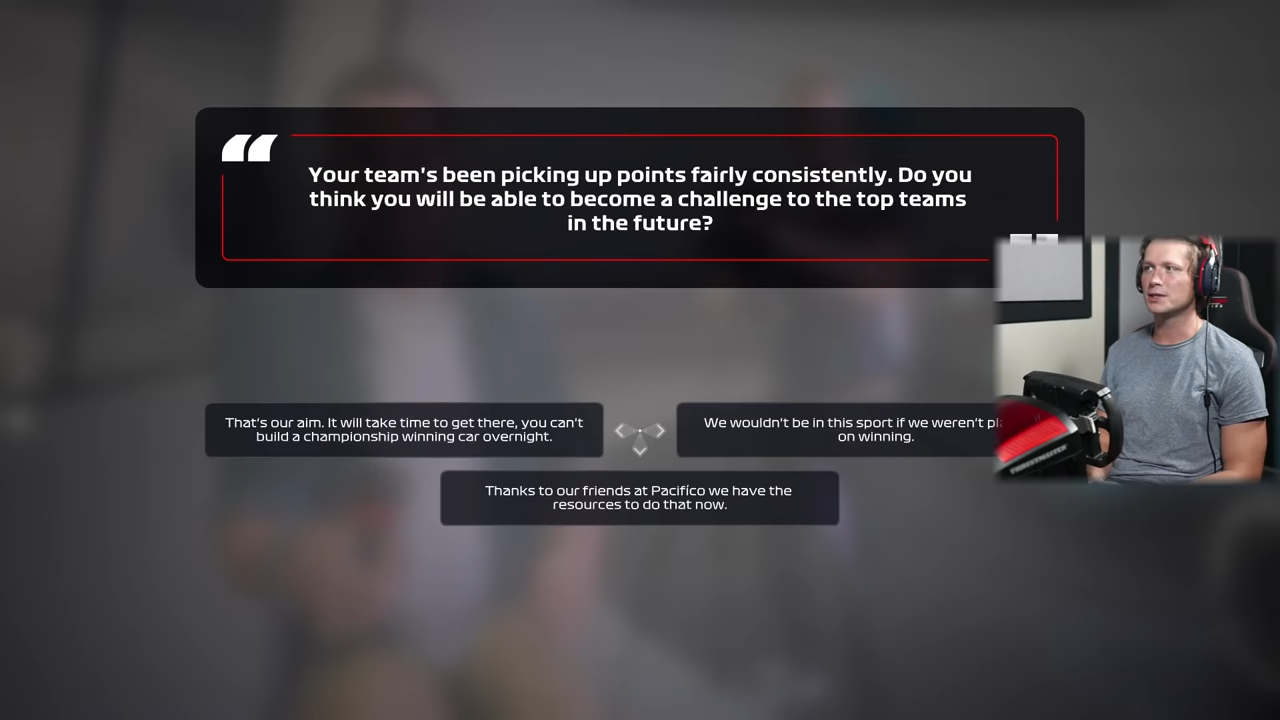 Your team's been picking up points fairly consistently. Do you
think you will be able to become a challenge to the top teams
in the future?
That's our aim. It will take time to get there, you can't
build a championship winning car overnight.
We wouldn't be in this sport if we weren't
on winning.
Thanks to our friends at Pacifíco we have the
resources to do that now.
THRUSTMASTER